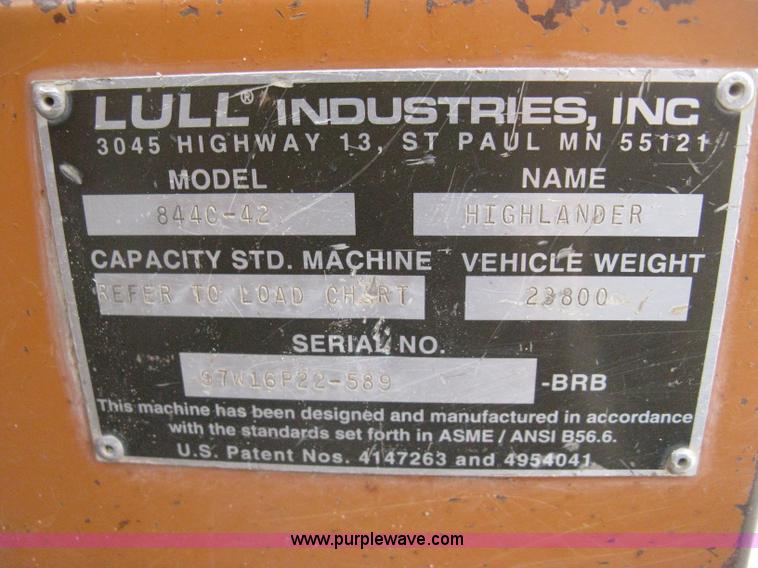 LULL® INDUSTRIES, INC
3045 HIGHWAY 13, ST PAUL MN 55121
MODEL NAME
844C-42 HIGHLANDER
CAPACITY STD. MACHINE VEHICLE WEIGHT
REFER TO LOAD CHART 23800
SERIAL NO.
97W16P22-589 -BRB
This machine has been designed and manufactured in accordance
with the standards set forth in ASME / ANSI B56.6.
U.S. Patent Nos. 4147263 and 4954041
www.purplewave.com